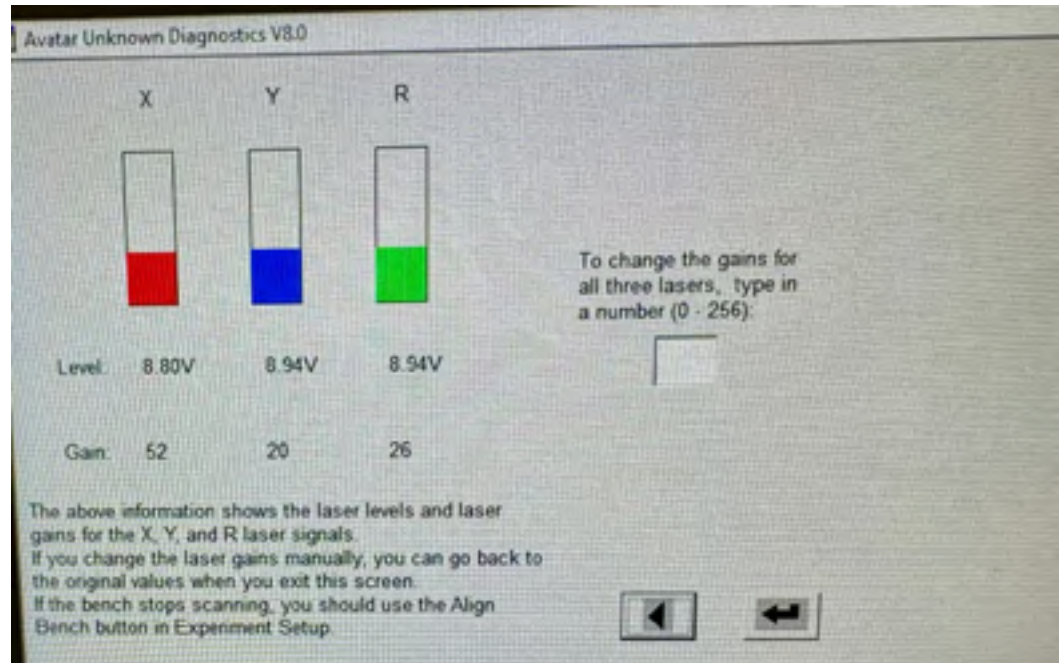 Avatar Unknown Diagnostics V8.0
X Y R
To change the gains for
all three lasers, type in
a number (0 - 256):
Level: 8.80V 8.94V 8.94V
Gain: 52 20 26
The above information shows the laser levels and laser
gains for the X, Y, and R laser signals.
If you change the laser gains manually, you can go back to
the original values when you exit this screen.
If the bench stops scanning, you should use the Align
Bench button in Experiment Setup.